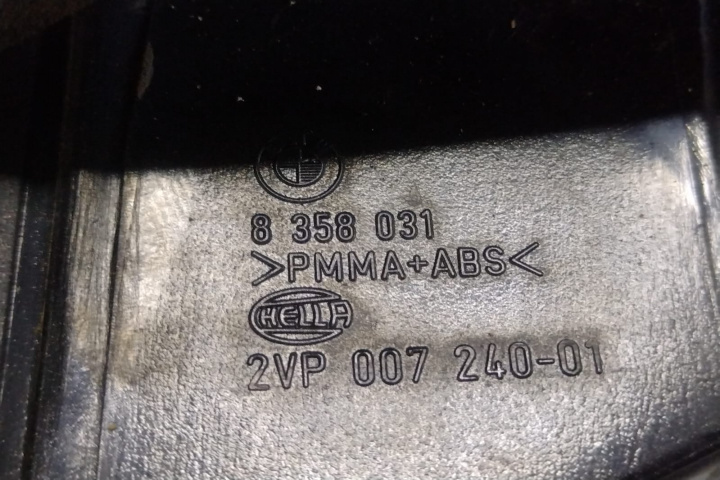 8 358 031
>PMMA+ABS<
HELLA
2VP 007 240-01